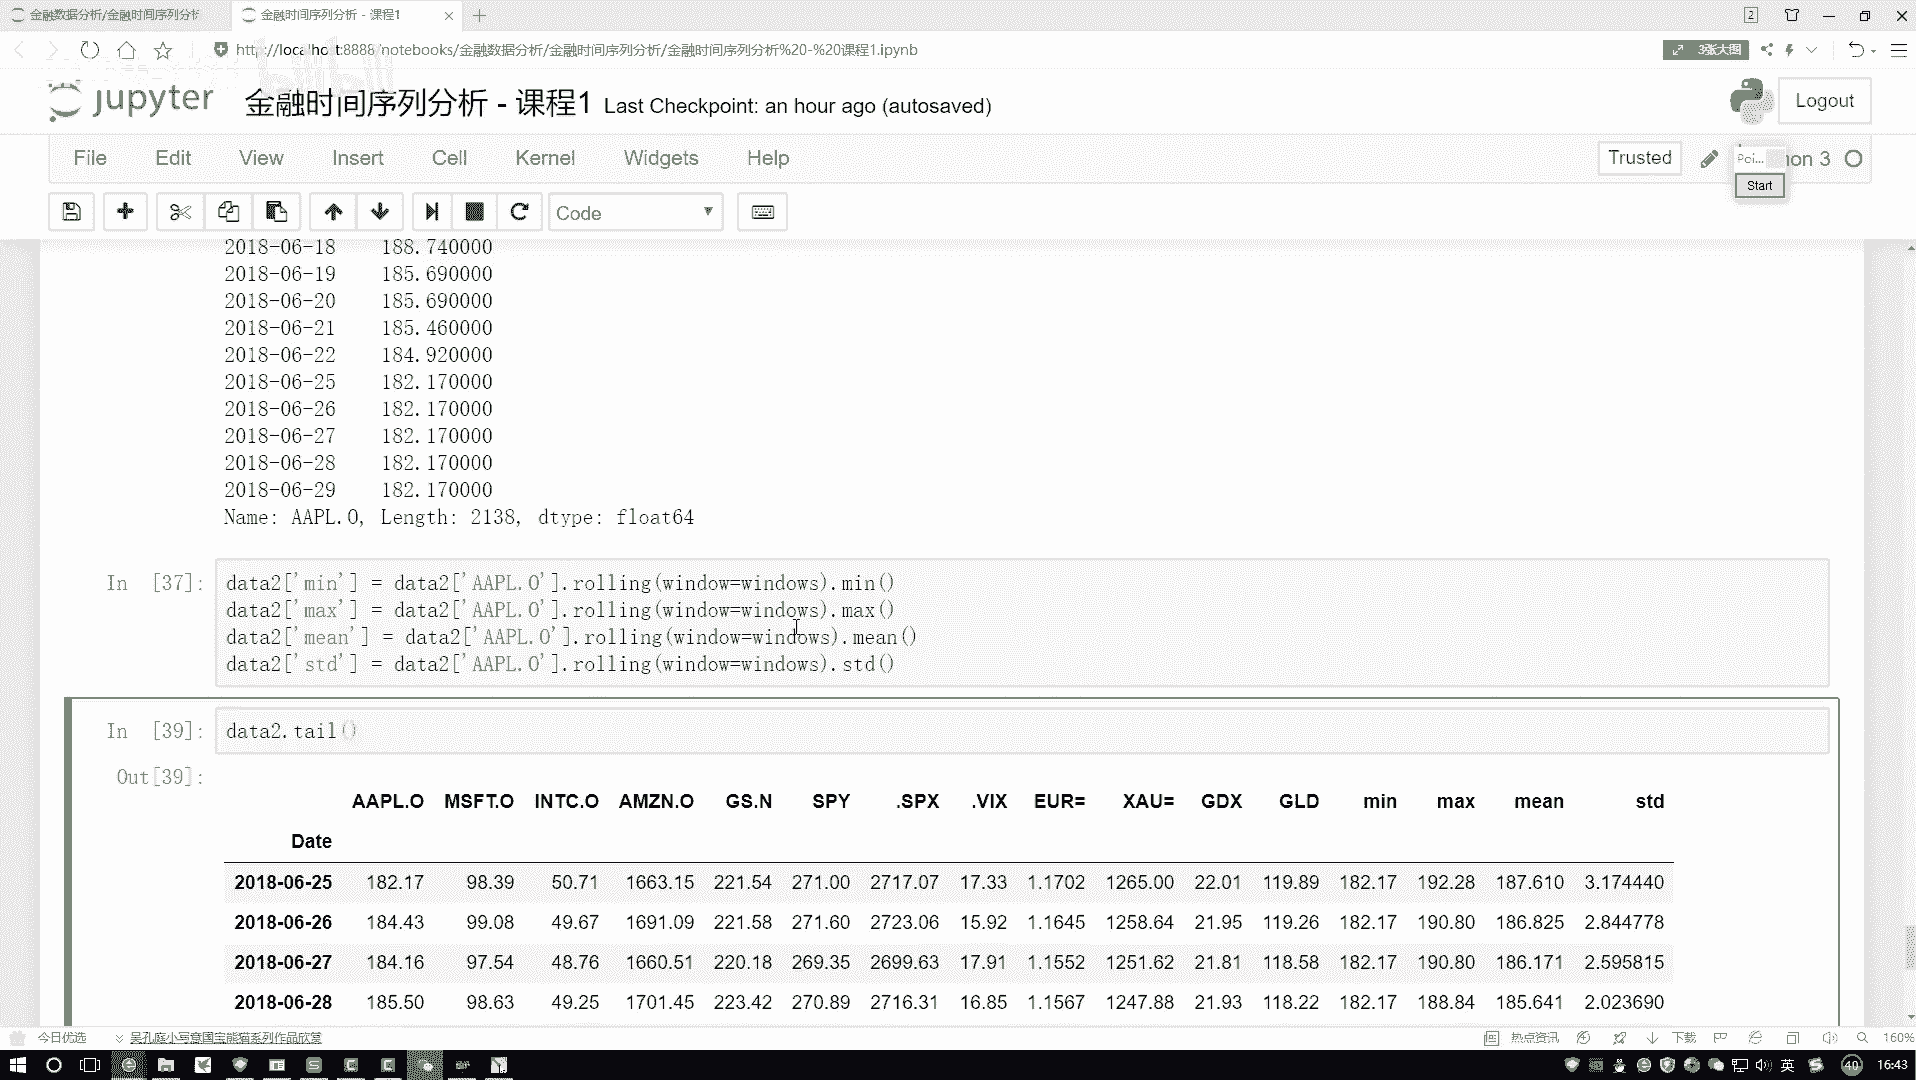 金融数据分析/金融时间序列分析
金融时间序列分析 - 课程1
2
http://localhost:8888/notebooks/金融数据分析/金融时间序列分析/金融时间序列分析%20-%20课程1.ipynb
3张大图
jupyter 金融时间序列分析 - 课程1 Last Checkpoint: an hour ago (autosaved)
Logout
File Edit View Insert Cell Kernel Widgets Help
Trusted
Poi... hon 3
Start
Code
2018-06-18 188.740000
2018-06-19 185.690000
2018-06-20 185.690000
2018-06-21 185.460000
2018-06-22 184.920000
2018-06-25 182.170000
2018-06-26 182.170000
2018-06-27 182.170000
2018-06-28 182.170000
2018-06-29 182.170000
Name: AAPL.O, Length: 2138, dtype: float64
In [37]: data2['min'] = data2['AAPL.O'].rolling(window=windows).min()
data2['max'] = data2['AAPL.O'].rolling(window=windows).max()
data2['mean'] = data2['AAPL.O'].rolling(window=windows).mean()
data2['std'] = data2['AAPL.O'].rolling(window=windows).std()
In [39]: data2.tail()
Out[39]:
AAPL.O MSFT.O INTC.O AMZN.O GS.N SPY .SPX .VIX EUR= XAU= GDX GLD min max mean std
Date
2018-06-25 182.17 98.39 50.71 1663.15 221.54 271.00 2717.07 17.33 1.1702 1265.00 22.01 119.89 182.17 192.28 187.610 3.174440
2018-06-26 184.43 99.08 49.67 1691.09 221.58 271.60 2723.06 15.92 1.1645 1258.64 21.95 119.26 182.17 190.80 186.825 2.844778
2018-06-27 184.16 97.54 48.76 1660.51 220.18 269.35 2699.63 17.91 1.1552 1251.62 21.81 118.58 182.17 190.80 186.171 2.595815
2018-06-28 185.50 98.63 49.25 1701.45 223.42 270.89 2716.31 16.85 1.1567 1247.88 21.93 118.22 182.17 188.84 185.641 2.023690
今日优选 吴孔庭小写意国宝熊猫系列作品欣赏
热点资讯 下载 160%
英 40 16:43